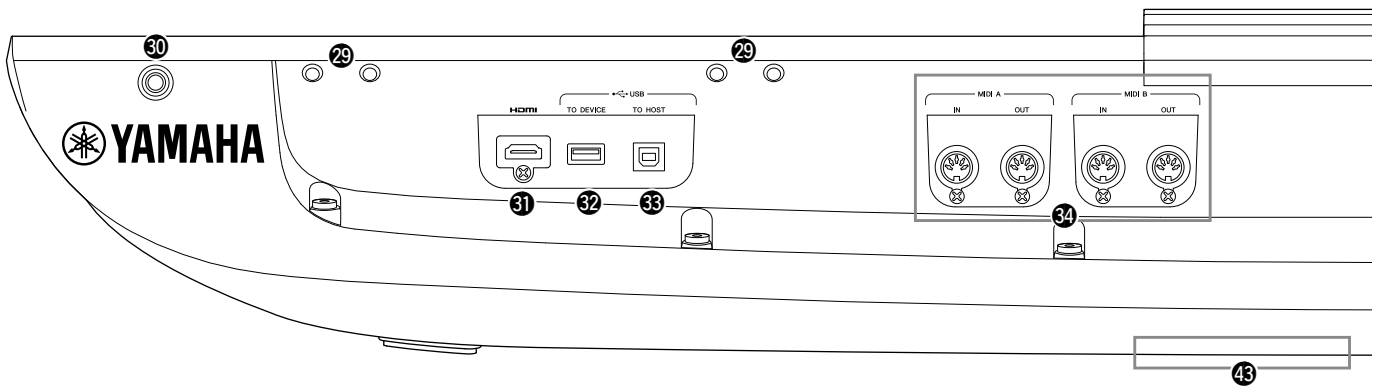 30
29
29
MIDI A
MIDI B
USB
HDMI
TO DEVICE
TO HOST
IN
OUT
IN
OUT
YAMAHA
31
32
33
34
43